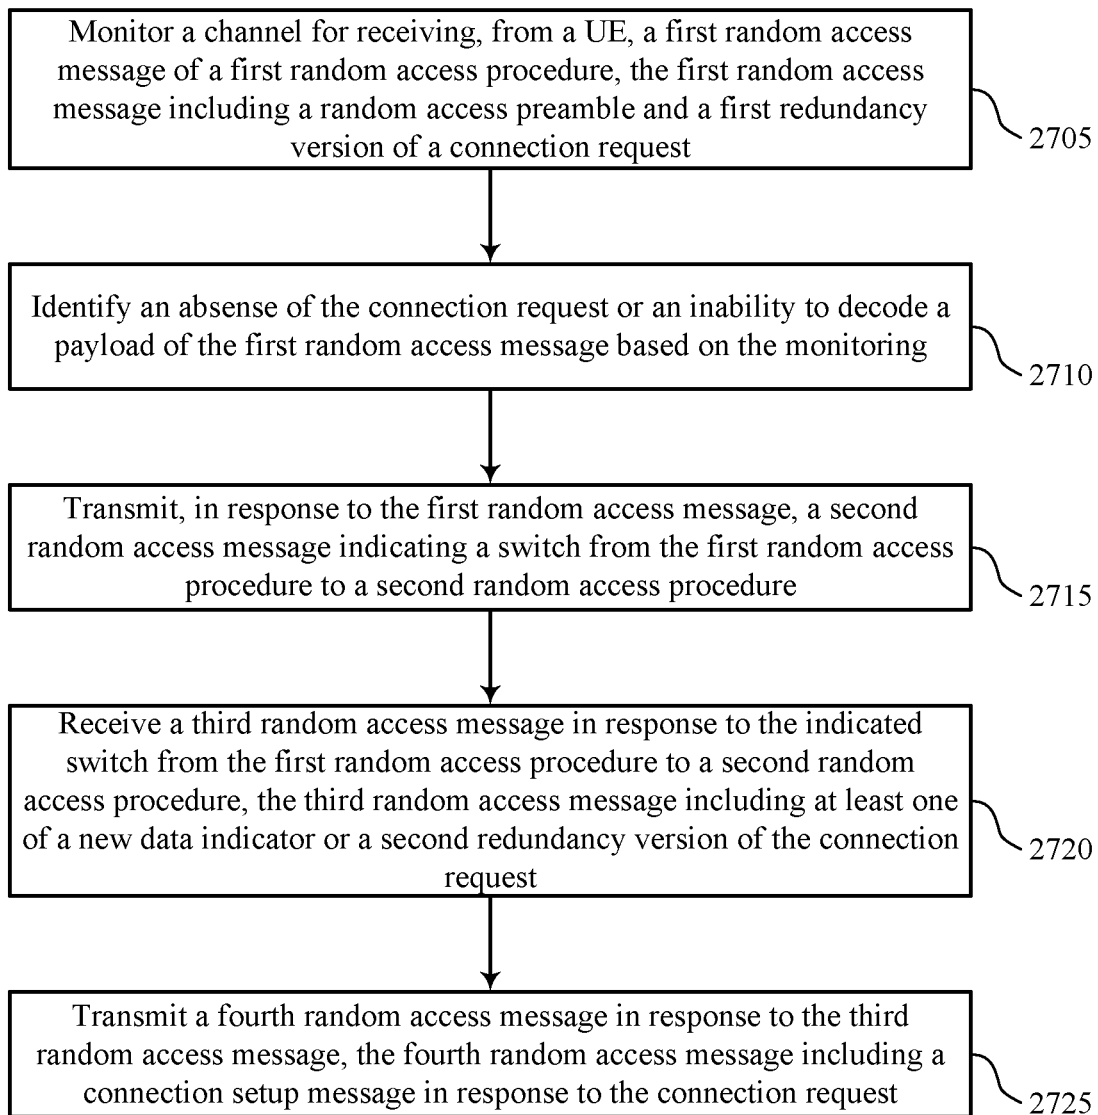 Monitor a channel for receiving, from a UE, a first random access
message of a first random access procedure, the first random access
message including a random access preamble and a first redundancy
version of a connection request
2705
Identify an absense of the connection request or an inability to decode a
payload of the first random access message based on the monitoring
2710
Transmit, in response to the first random access message, a second
random access message indicating a switch from the first random access
procedure to a second random access procedure
2715
Receive a third random access message in response to the indicated
switch from the first random access procedure to a second random
access procedure, the third random access message including at least one
of a new data indicator or a second redundancy version of the connection
request
2720
Transmit a fourth random access message in response to the third
random access message, the fourth random access message including a
connection setup message in response to the connection request
2725